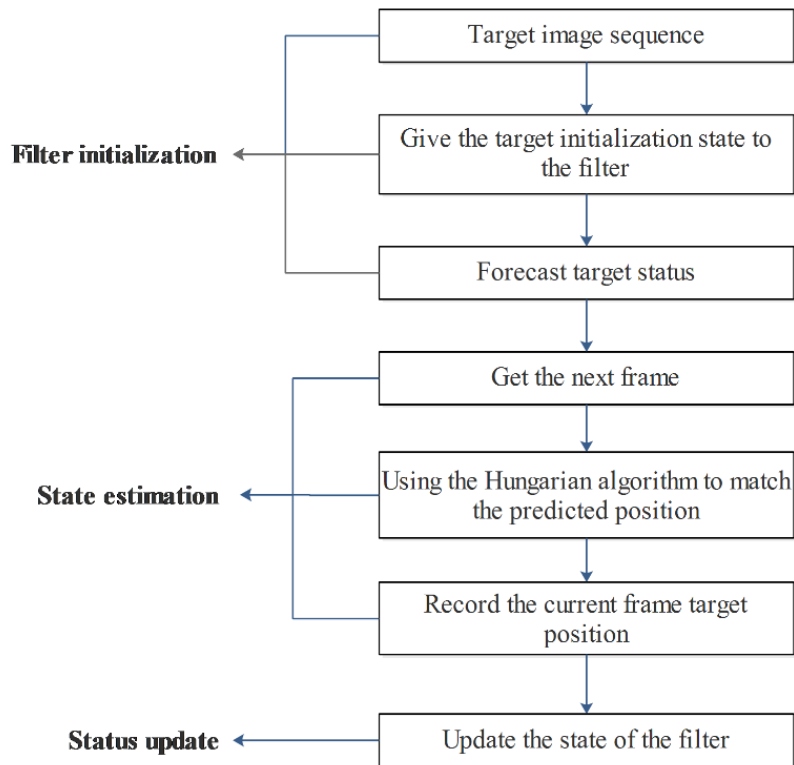 Target image sequence
Filter initialization
Give the target initialization state to
the filter
Forecast target status
Get the next frame
State estimation
Using the Hungarian algorithm to match
the predicted position
Record the current frame target
position
Status update
Update the state of the filter